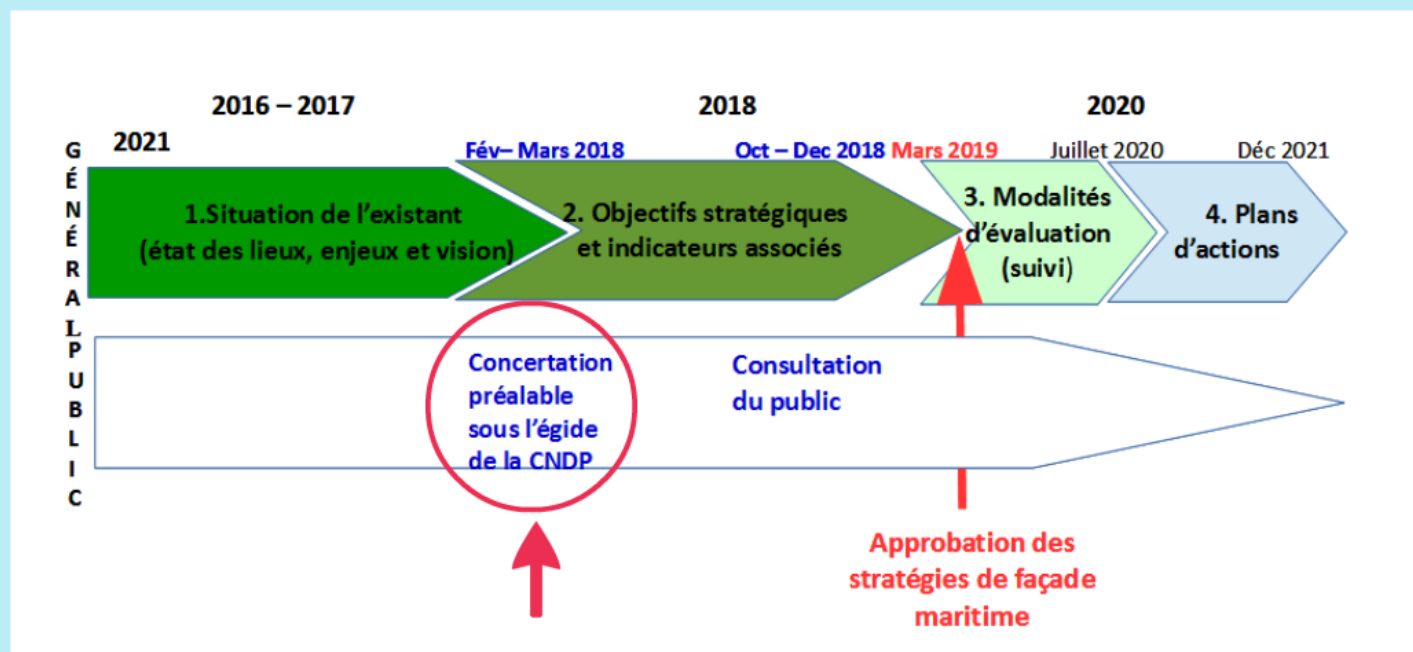 2016 – 2017
2018
2020
2021
Fév– Mars 2018
Oct – Dec 2018
Mars 2019
Juillet 2020
Déc 2021
GÉNÉRAL PUBLIC
1.Situation de l'existant
(état des lieux, enjeux et vision)
2. Objectifs stratégiques
et indicateurs associés
3. Modalités
d'évaluation
(suivi)
4. Plans
d'actions
Concertation
préalable
sous l'égide
de la CNDP
Consultation
du public
Approbation des
stratégies de façade
maritime